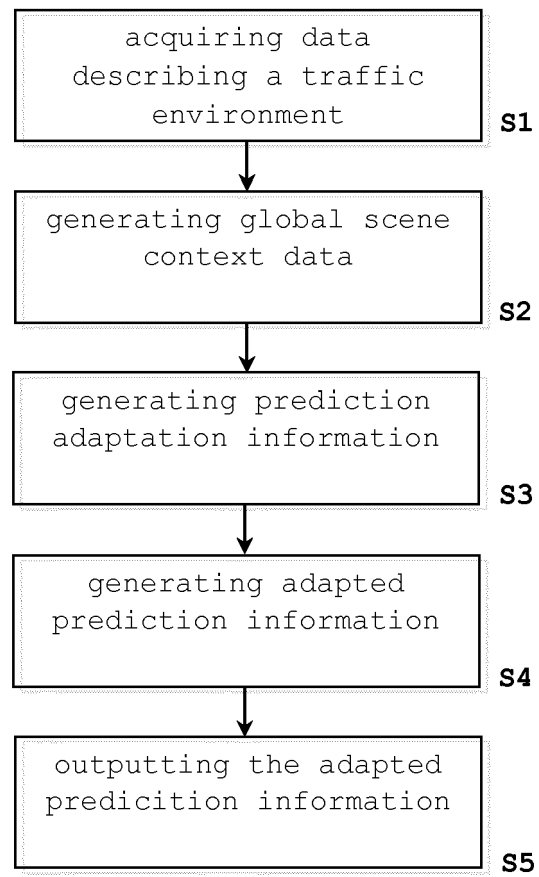 acquiring data
describing a traffic
environment
S1
generating global scene
context data
S2
generating prediction
adaptation information
S3
generating adapted
prediction information
S4
outputting the adapted
predicition information
S5